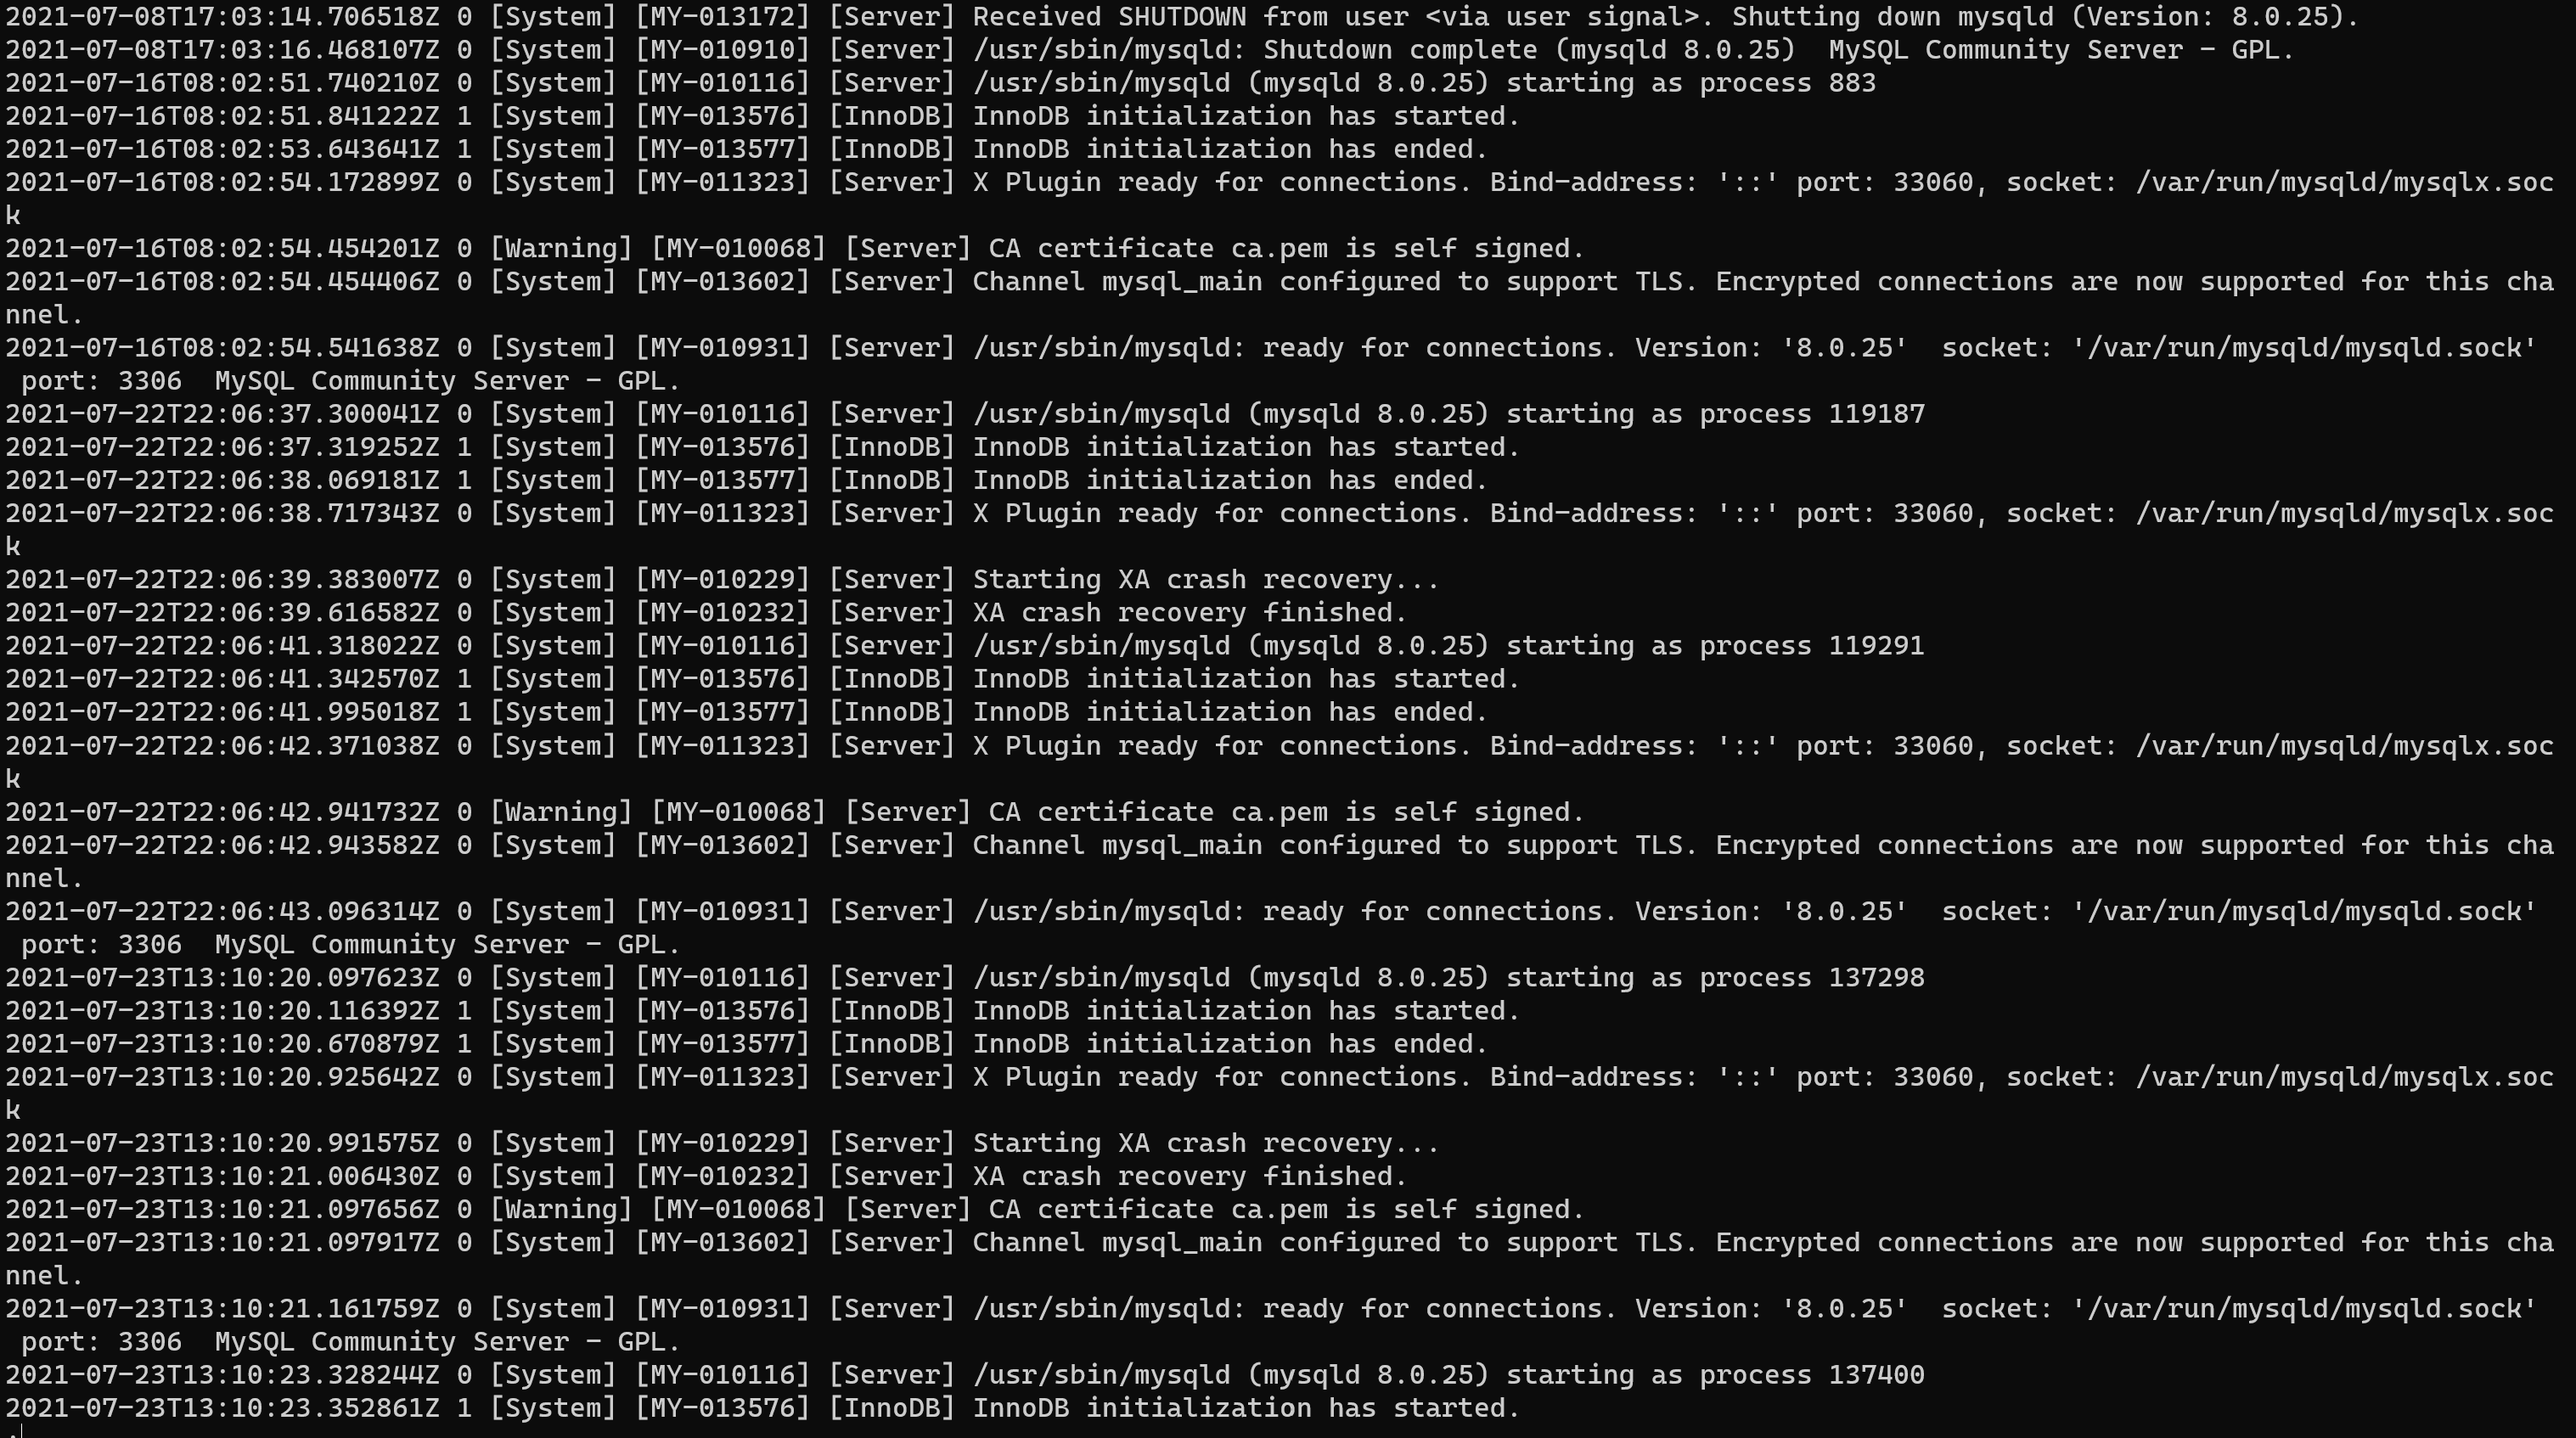 2021-07-08T17:03:14.706518Z 0 [System] [MY-013172] [Server] Received SHUTDOWN from user <via user signal>. Shutting down mysqld (Version: 8.0.25).
2021-07-08T17:03:16.468107Z 0 [System] [MY-010910] [Server] /usr/sbin/mysqld: Shutdown complete (mysqld 8.0.25)  MySQL Community Server - GPL.
2021-07-16T08:02:51.740210Z 0 [System] [MY-010116] [Server] /usr/sbin/mysqld (mysqld 8.0.25) starting as process 883
2021-07-16T08:02:51.841222Z 1 [System] [MY-013576] [InnoDB] InnoDB initialization has started.
2021-07-16T08:02:53.643641Z 1 [System] [MY-013577] [InnoDB] InnoDB initialization has ended.
2021-07-16T08:02:54.172899Z 0 [System] [MY-011323] [Server] X Plugin ready for connections. Bind-address: '::' port: 33060, socket: /var/run/mysqld/mysqlx.soc
k
2021-07-16T08:02:54.454201Z 0 [Warning] [MY-010068] [Server] CA certificate ca.pem is self signed.
2021-07-16T08:02:54.454406Z 0 [System] [MY-013602] [Server] Channel mysql_main configured to support TLS. Encrypted connections are now supported for this cha
nnel.
2021-07-16T08:02:54.541638Z 0 [System] [MY-010931] [Server] /usr/sbin/mysqld: ready for connections. Version: '8.0.25'  socket: '/var/run/mysqld/mysqld.sock'
 port: 3306  MySQL Community Server - GPL.
2021-07-22T22:06:37.300041Z 0 [System] [MY-010116] [Server] /usr/sbin/mysqld (mysqld 8.0.25) starting as process 119187
2021-07-22T22:06:37.319252Z 1 [System] [MY-013576] [InnoDB] InnoDB initialization has started.
2021-07-22T22:06:38.069181Z 1 [System] [MY-013577] [InnoDB] InnoDB initialization has ended.
2021-07-22T22:06:38.717343Z 0 [System] [MY-011323] [Server] X Plugin ready for connections. Bind-address: '::' port: 33060, socket: /var/run/mysqld/mysqlx.soc
k
2021-07-22T22:06:39.383007Z 0 [System] [MY-010229] [Server] Starting XA crash recovery...
2021-07-22T22:06:39.616582Z 0 [System] [MY-010232] [Server] XA crash recovery finished.
2021-07-22T22:06:41.318022Z 0 [System] [MY-010116] [Server] /usr/sbin/mysqld (mysqld 8.0.25) starting as process 119291
2021-07-22T22:06:41.342570Z 1 [System] [MY-013576] [InnoDB] InnoDB initialization has started.
2021-07-22T22:06:41.995018Z 1 [System] [MY-013577] [InnoDB] InnoDB initialization has ended.
2021-07-22T22:06:42.371038Z 0 [System] [MY-011323] [Server] X Plugin ready for connections. Bind-address: '::' port: 33060, socket: /var/run/mysqld/mysqlx.soc
k
2021-07-22T22:06:42.941732Z 0 [Warning] [MY-010068] [Server] CA certificate ca.pem is self signed.
2021-07-22T22:06:42.943582Z 0 [System] [MY-013602] [Server] Channel mysql_main configured to support TLS. Encrypted connections are now supported for this cha
nnel.
2021-07-22T22:06:43.096314Z 0 [System] [MY-010931] [Server] /usr/sbin/mysqld: ready for connections. Version: '8.0.25'  socket: '/var/run/mysqld/mysqld.sock'
 port: 3306  MySQL Community Server - GPL.
2021-07-23T13:10:20.097623Z 0 [System] [MY-010116] [Server] /usr/sbin/mysqld (mysqld 8.0.25) starting as process 137298
2021-07-23T13:10:20.116392Z 1 [System] [MY-013576] [InnoDB] InnoDB initialization has started.
2021-07-23T13:10:20.670879Z 1 [System] [MY-013577] [InnoDB] InnoDB initialization has ended.
2021-07-23T13:10:20.925642Z 0 [System] [MY-011323] [Server] X Plugin ready for connections. Bind-address: '::' port: 33060, socket: /var/run/mysqld/mysqlx.soc
k
2021-07-23T13:10:20.991575Z 0 [System] [MY-010229] [Server] Starting XA crash recovery...
2021-07-23T13:10:21.006430Z 0 [System] [MY-010232] [Server] XA crash recovery finished.
2021-07-23T13:10:21.097656Z 0 [Warning] [MY-010068] [Server] CA certificate ca.pem is self signed.
2021-07-23T13:10:21.097917Z 0 [System] [MY-013602] [Server] Channel mysql_main configured to support TLS. Encrypted connections are now supported for this cha
nnel.
2021-07-23T13:10:21.161759Z 0 [System] [MY-010931] [Server] /usr/sbin/mysqld: ready for connections. Version: '8.0.25'  socket: '/var/run/mysqld/mysqld.sock'
 port: 3306  MySQL Community Server - GPL.
2021-07-23T13:10:23.328244Z 0 [System] [MY-010116] [Server] /usr/sbin/mysqld (mysqld 8.0.25) starting as process 137400
2021-07-23T13:10:23.352861Z 1 [System] [MY-013576] [InnoDB] InnoDB initialization has started.